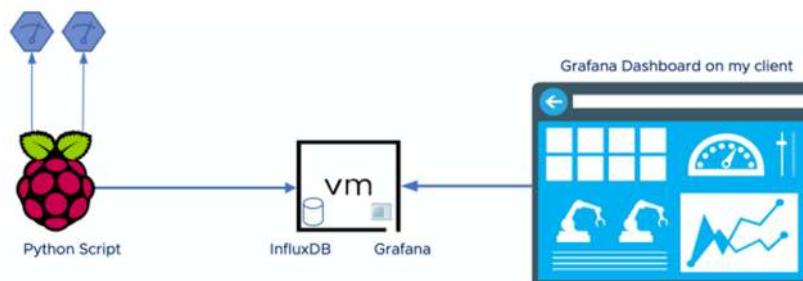 Grafana Dashboard on my client
vm
Python Script
InfluxDB
Grafana